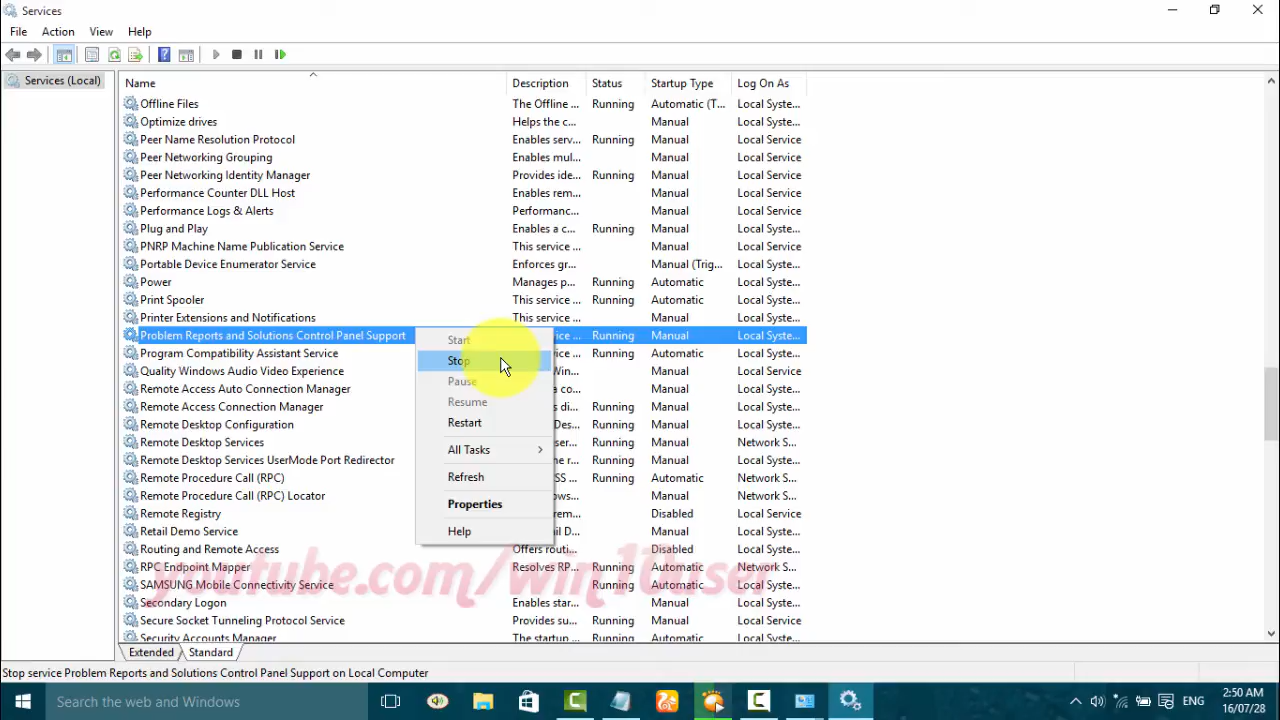 Services
File Action View Help
Services (Local)
Name Description Status Startup Type Log On As
Offline Files The Offline ... Running Automatic (T... Local Syste...
Optimize drives Helps the c... Manual Local Syste...
Peer Name Resolution Protocol Enables serv... Running Manual Local Service
Peer Networking Grouping Enables mul... Manual Local Service
Peer Networking Identity Manager Provides ide... Running Manual Local Service
Performance Counter DLL Host Enables rem... Manual Local Service
Performance Logs & Alerts Performanc... Manual Local Service
Plug and Play Enables a c... Running Manual Local Syste...
PNRP Machine Name Publication Service This service ... Manual Local Service
Portable Device Enumerator Service Enforces gr... Manual (Trig... Local Syste...
Power Manages p... Running Automatic Local Syste...
Print Spooler This service ... Running Automatic Local Syste...
Printer Extensions and Notifications This service ... Manual Local Syste...
Problem Reports and Solutions Control Panel Support Running Manual Local Syste...
Program Compatibility Assistant Service Running Automatic Local Syste...
Quality Windows Audio Video Experience Manual Local Service
Remote Access Auto Connection Manager Manual Local Syste...
Remote Access Connection Manager Running Manual Local Syste...
Remote Desktop Configuration Running Manual Local Syste...
Remote Desktop Services Running Manual Network S...
Remote Desktop Services UserMode Port Redirector Running Manual Local Syste...
Remote Procedure Call (RPC) Running Automatic Network S...
Remote Procedure Call (RPC) Locator Manual Network S...
Remote Registry Disabled Local Service
Retail Demo Service Manual Local Syste...
Routing and Remote Access Offers routi... Disabled Local Syste...
RPC Endpoint Mapper Resolves RP... Running Automatic Network S...
SAMSUNG Mobile Connectivity Service Running Automatic Local Syste...
Secondary Logon Enables star... Manual Local Syste...
Secure Socket Tunneling Protocol Service Provides su... Running Manual Local Service
Security Accounts Manager The startup ... Running Automatic Local Syste...
Start
Stop
Pause
Resume
Restart
All Tasks
Refresh
Properties
Help
youtube.com/win10user
Extended Standard
Stop service Problem Reports and Solutions Control Panel Support on Local Computer
Search the web and Windows
ENG
2:50 AM
16/07/28